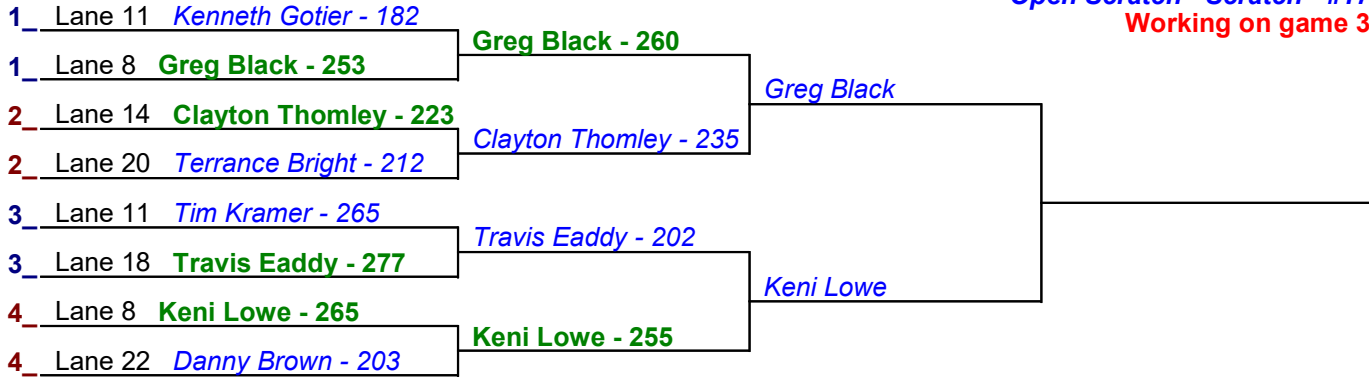 1_ Lane 11 Kenneth Gotier - 182
Working on game 3
Greg Black - 260
1_ Lane 8 Greg Black - 253
Greg Black
2_ Lane 14 Clayton Thomley - 223
Clayton Thomley - 235
2_ Lane 20 Terrance Bright - 212
3_ Lane 11 Tim Kramer - 265
Travis Eaddy - 202
3_ Lane 18 Travis Eaddy - 277
Keni Lowe
4_ Lane 8 Keni Lowe - 265
Keni Lowe - 255
4_ Lane 22 Danny Brown - 203